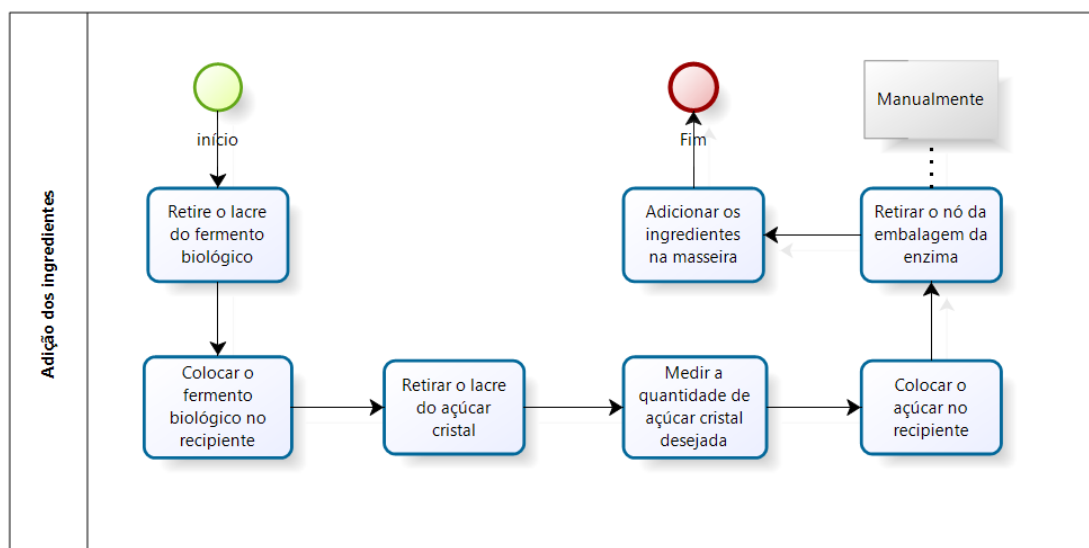 Adição dos ingredientes
início
Retire o lacre
do fermento
biológico
Colocar o
fermento
biológico no
recipiente
Retirar o lacre
do açúcar
cristal
Medir a
quantidade de
açúcar cristal
desejada
Colocar o
açúcar no
recipiente
Retirar o nó da
embalagem da
enzima
Manualmente
Adicionar os
ingredientes
na masseira
Fim